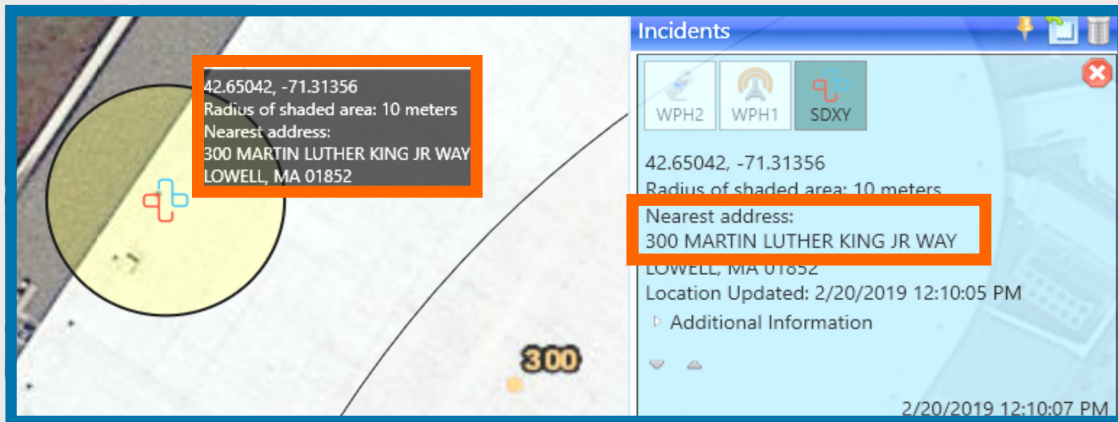 42.65042, -71.31356
Radius of shaded area: 10 meters
Nearest address:
300 MARTIN LUTHER KING JR WAY
LOWELL, MA 01852
300
Incidents
WPH2 WPH1 SDXY
42.65042, -71.31356
Radius of shaded area: 10 meters
Nearest address:
300 MARTIN LUTHER KING JR WAY
LOWELL, MA 01852
Location Updated: 2/20/2019 12:10:05 PM
Additional Information
2/20/2019 12:10:07 PM